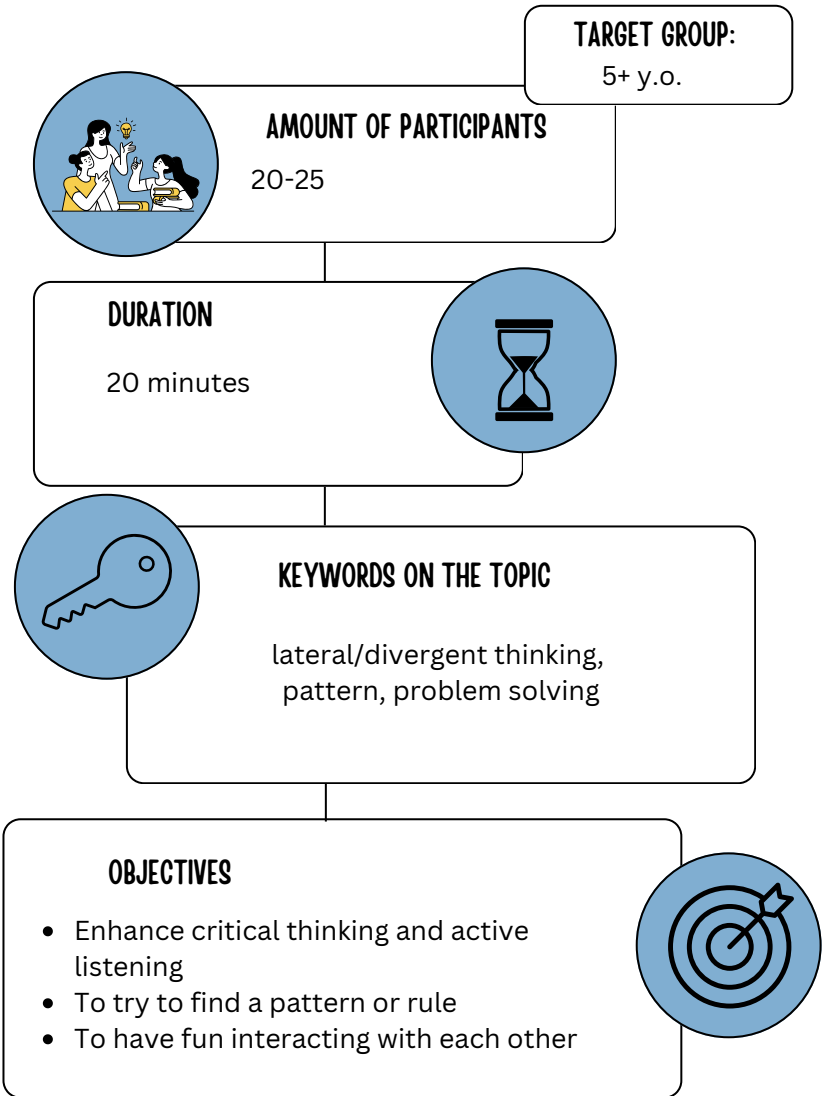 TARGET GROUP:
5+ y.o.
AMOUNT OF PARTICIPANTS
20-25
DURATION
20 minutes
KEYWORDS ON THE TOPIC
lateral/divergent thinking,
pattern, problem solving
OBJECTIVES
• Enhance critical thinking and active
listening
• To try to find a pattern or rule
• To have fun interacting with each other